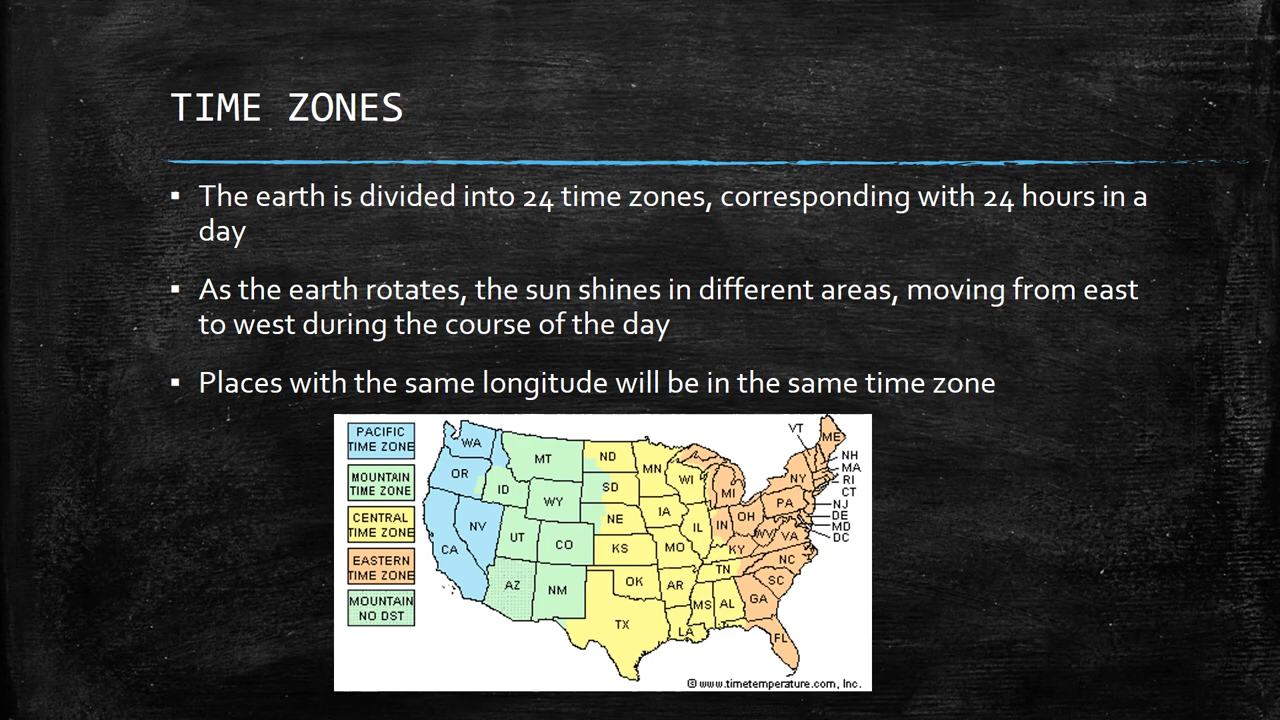 TIME ZONES
▪ The earth is divided into 24 time zones, corresponding with 24 hours in a
day
▪ As the earth rotates, the sun shines in different areas, moving from east
to west during the course of the day
▪ Places with the same longitude will be in the same time zone
PACIFIC
TIME ZONE
MOUNTAIN
TIME ZONE
CENTRAL
TIME ZONE
EASTERN
TIME ZONE
MOUNTAIN
NO DST
WA
OR
CA
NV
ID
MT
WY
UT
CO
AZ
NM
ND
SD
NE
KS
OK
TX
MN
IA
MO
AR
LA
WI
IL
MS
AL
TN
KY
IN
MI
OH
WV
VA
NC
SC
GA
FL
PA
NY
VT
ME
NH
MA
RI
CT
NJ
DE
MD
DC
© www.timetemperature.com, Inc.